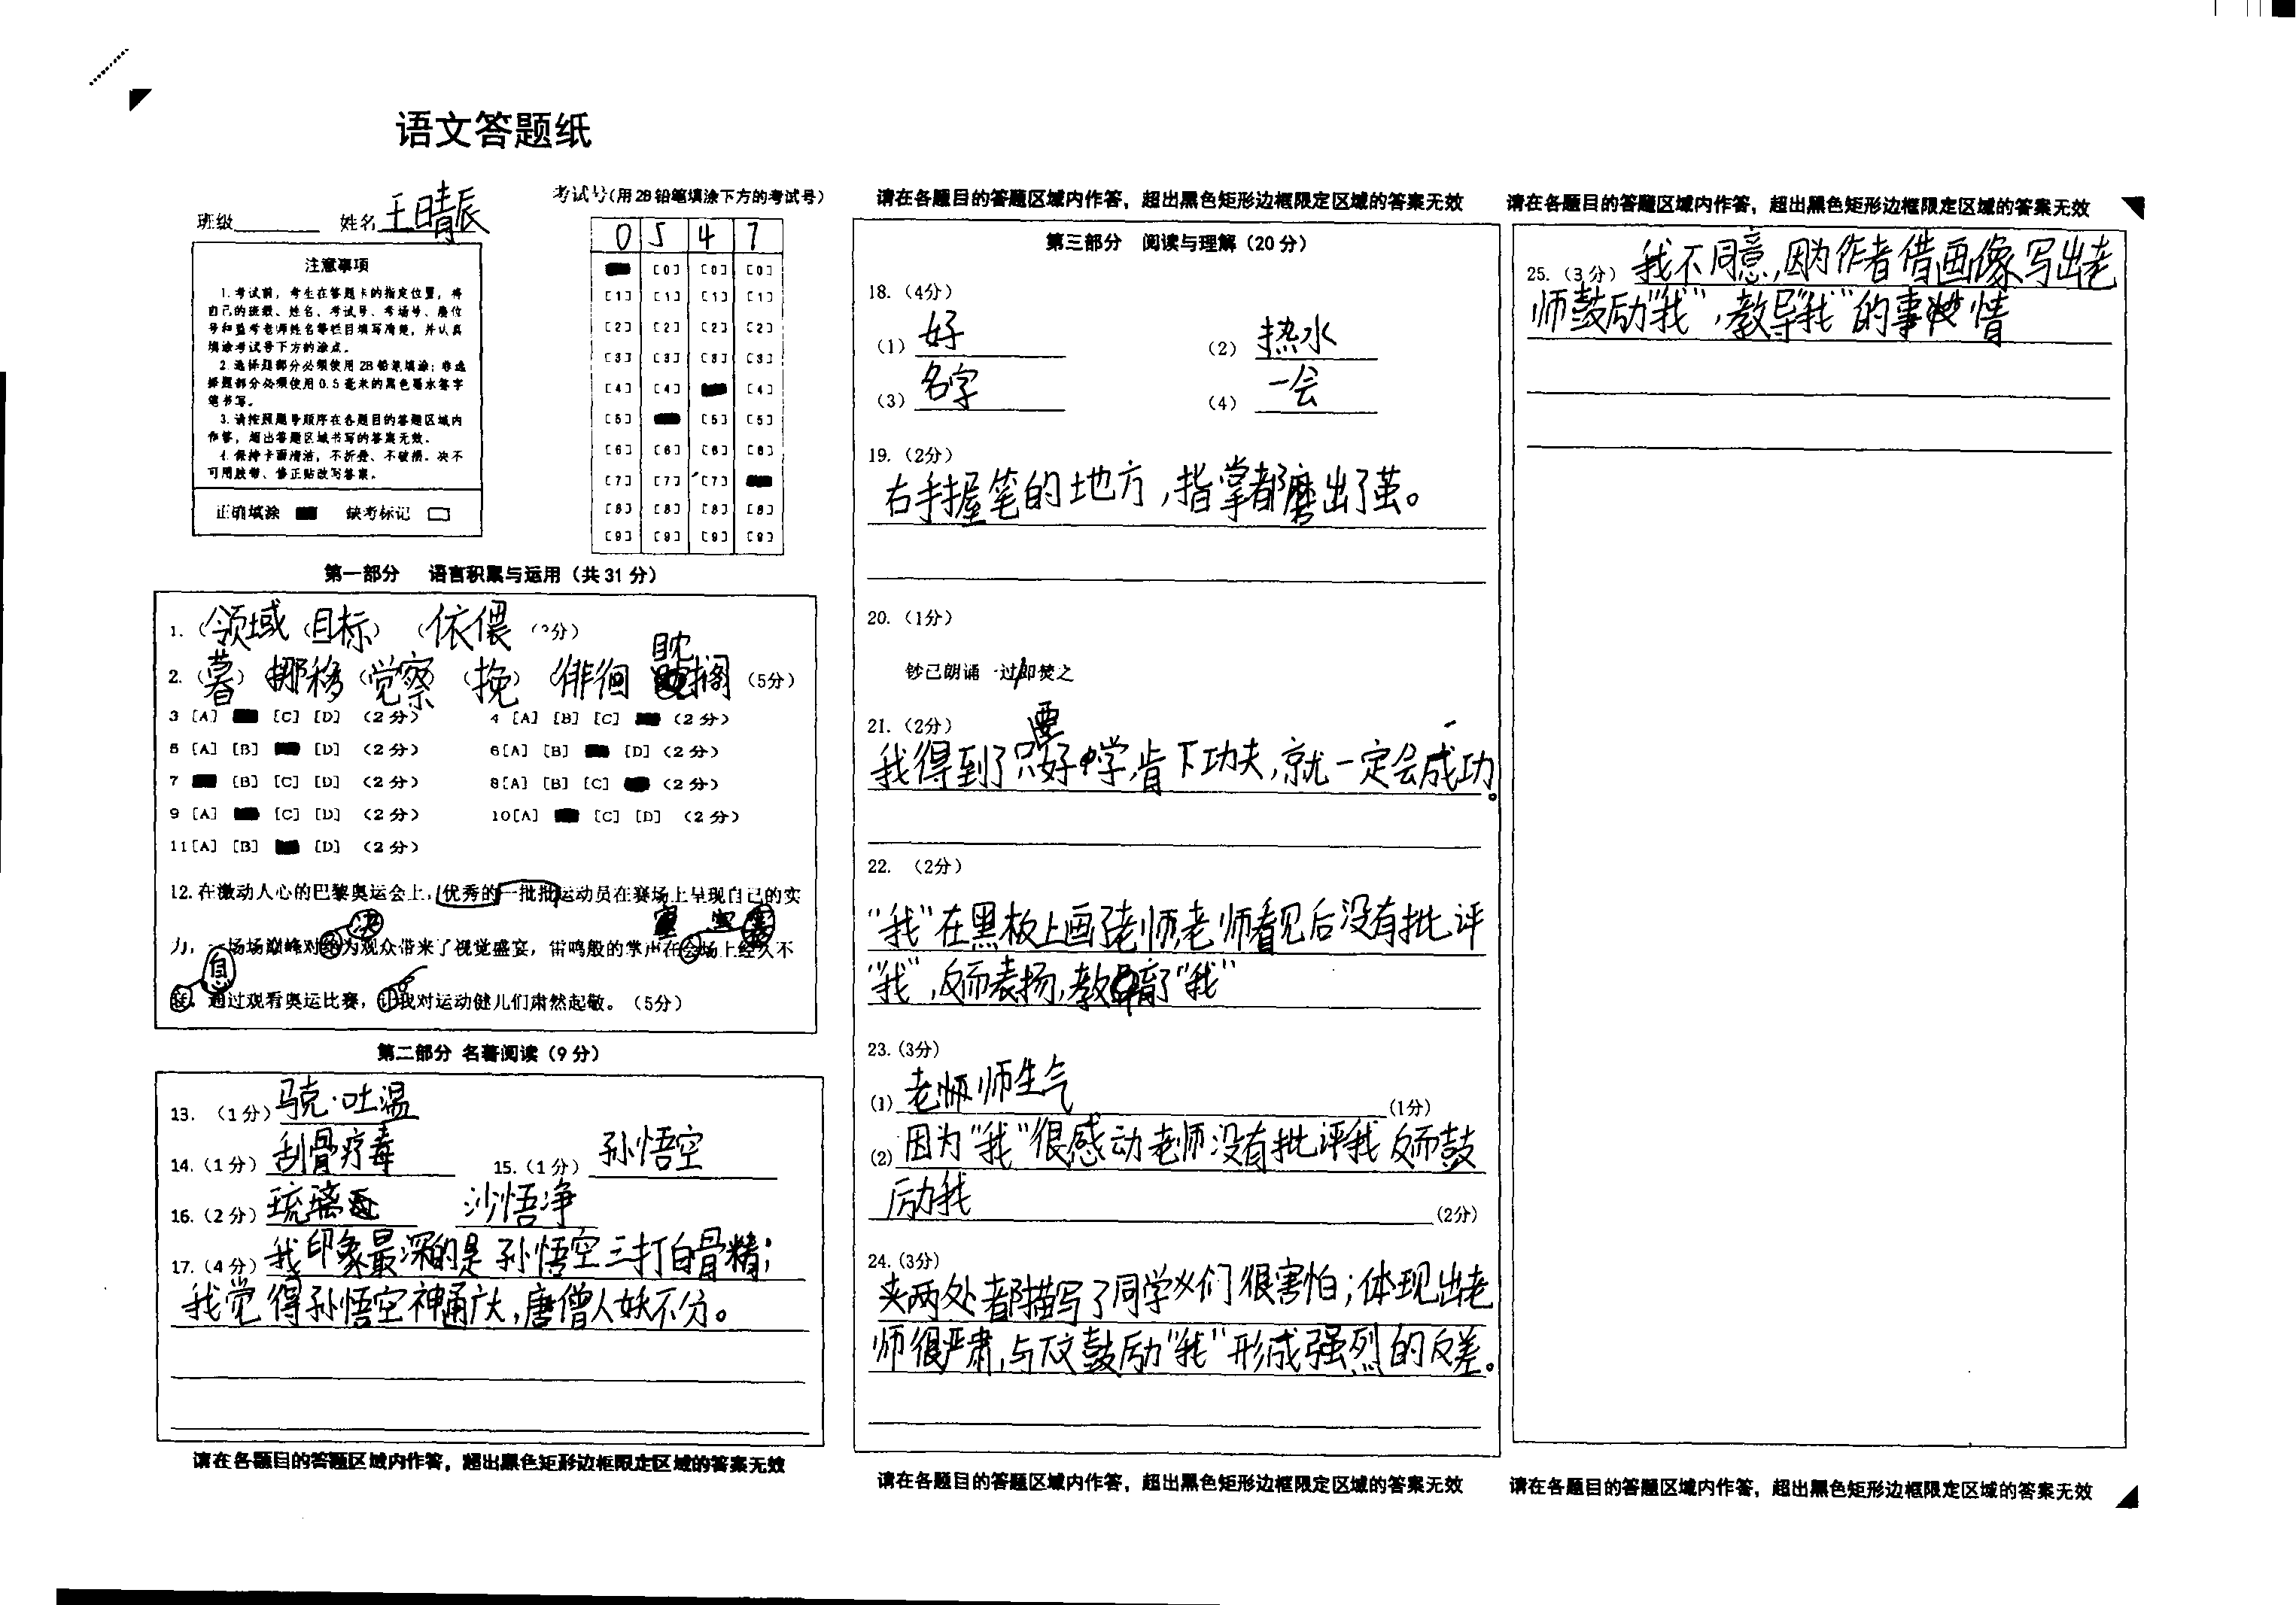 语文答题纸
班级 姓名 王晴辰
考试号(用2B铅笔填涂下方的考试号)
0 5 4 7
[0] [0] [0]
[1] [1] [1] [1]
[2] [2] [2] [2]
[3] [3] [3] [3]
[4] [4] [4]
[5] [5] [5]
[6] [6] [6] [6]
[7] [7] [7]
[8] [8] [8] [8]
[9] [9] [9] [9]
注意事项
1.考试前,考生在答题卡的指定位置,将
自己的班级、姓名、考试号、考场号、座位
号和监考老师姓名等栏目填写清楚,并认真
填涂考试号下方的涂点。
2.选择题部分必须使用2B铅笔填涂;非选
择题部分必须使用0.5毫米的黑色墨水签字
笔书写。
3.请按照题号顺序在各题目的答题区域内
作答,超出答题区域书写的答案无效。
4.保持卡面清洁,不折叠、不破损。决不
可用胶带、修正贴改写答案。
正确填涂 缺考标记
第一部分 语言积累与运用(共31分)
1.(领域)(目标)(依偎 分)
2.(暮)挪移(觉察(挽)(徘徊 耽搁(5分)
3 [A] [C] [D] (2分) 4 [A] [B] [C] (2分)
5 [A] [B] [D] (2分) 6[A] [B] [D](2分)
7 [B] [C] [D] (2分) 8[A] [B] [C] (2分)
9 [A] [C] [D] (2分) 10[A] [C] [D] (2分)
11[A] [B] [D] (2分)
12.在激动人心的巴黎奥运会上,优秀的一批批运动员在赛场上呈现自己的实
决
力,一场场巅峰对绝为观众带来了视觉盛宴,雷鸣般的掌声在会场上经久不
息
通过观看奥运比赛,让我对运动健儿们肃然起敬。(5分)
第二部分 名著阅读(9分)
13.(1分)马克·吐温
14.(1分)刮骨疗毒 15.(1分)孙悟空
16.(2分)琉璃 沙悟净
17.(4分)我印象最深的是孙悟空三打白骨精;
我觉得孙悟空神通广大,唐僧人妖不分。
请在各题目的答题区域内作答,超出黑色矩形边框限定区域的答案无效
请在各题目的答题区域内作答,超出黑色矩形边框限定区域的答案无效
第三部分 阅读与理解(20分)
18.(4分)
(1)好 (2)热水
(3)名字 (4)一会
19.(2分)
右手握笔的地方,指掌都磨出了茧。
20.(1分)
钞已朗诵 一过/即焚之
21.(2分)
要
我得到了只好学,肯下功夫,就一定会成功。
22.(2分)
“我”在黑板上画了老师,老师看见后没有批评
“我”,反而表扬,教育了“我”
23.(3分)
(1)老师师生气(1分)
(2)因为“我”很感动老师没有批评我反而鼓
励我(2分)
24.(3分)
夹两处都描写了同学们很害怕;体现出老
师很严肃,与下文鼓励“我”形成强烈的反差。
请在各题目的答题区域内作答,超出黑色矩形边框限定区域的答案无效
请在各题目的答题区域内作答,超出黑色矩形边框限定区域的答案无效
25.(3分)我不同意,因为作者借画像写出老
师鼓励“我”,教导“我”的事情
请在各题目的答题区域内作答,超出黑色矩形边框限定区域的答案无效